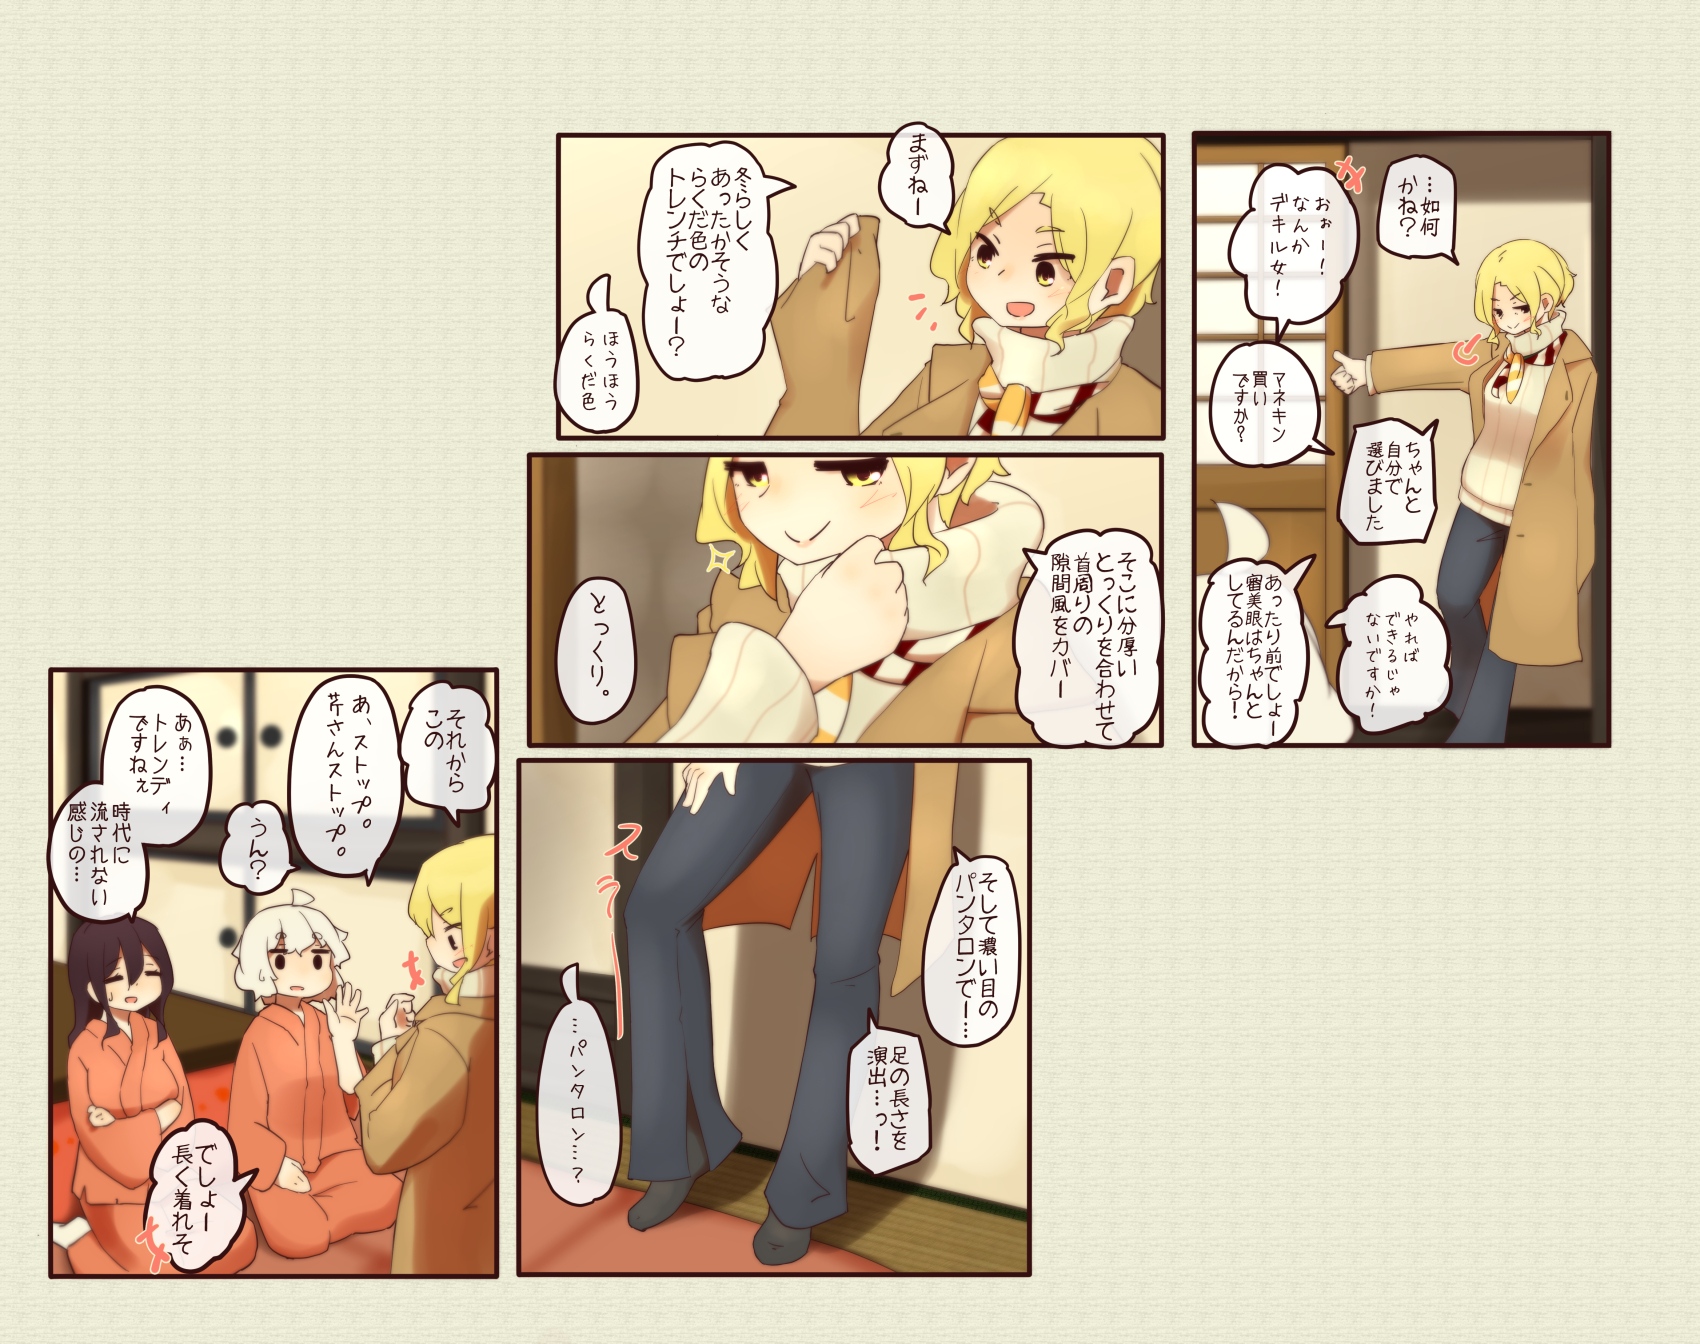 …如何
かね？
おぉー！
なんか
デキル女！
マネキン
買い
ですか？
ちゃんと
自分で
選びました
やれば
できるじゃ
ないですか！
あったり前でしょー
審美眼はちゃんと
してるんだから！
まずねー
冬らしく
あったかそうな
らくだ色の
トレンチでしょー？
ほうほう
らくだ色
そこに分厚い
とっくりを合わせて
首周りの
隙間風をカバー
とっくり。
そして濃い目の
パンタロンでー…
足の長さを
演出…っ！
スラーッ
…パンタロン…？
それから
この
あ、ストップ。
芹さんストップ。
うん？
あぁ…
トレンディ
ですねぇ
時代に
流されない
感じの…
でしょー
長く着れそ